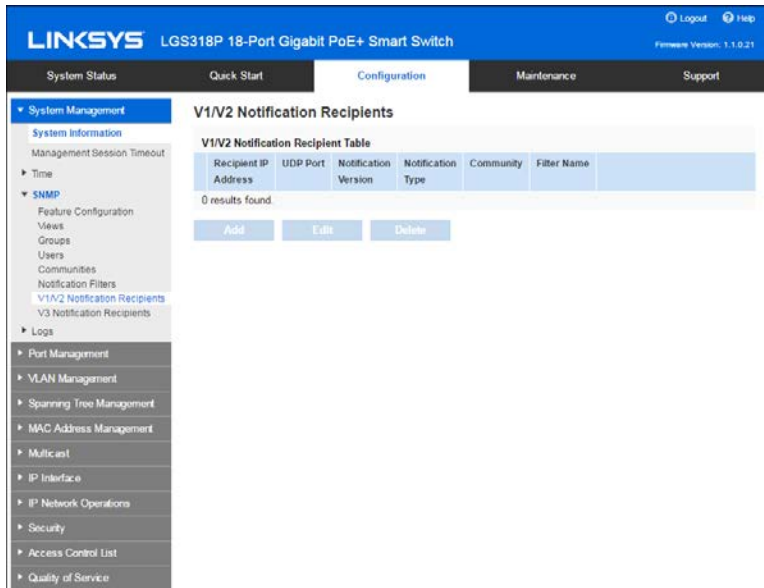 Logout Help
LINKSYS LGS318P 18-Port Gigabit PoE+ Smart Switch
Firmware Version: 1.1.0.21
System Status Quick Start Configuration Maintenance Support
System Management
System Information
Management Session Timeout
Time
SNMP
Feature Configuration
Views
Groups
Users
Communities
Notification Filters
V1/V2 Notification Recipients
V3 Notification Recipients
Logs
Port Management
VLAN Management
Spanning Tree Management
MAC Address Management
Multicast
IP Interface
IP Network Operations
Security
Access Control List
Quality of Service
V1/V2 Notification Recipients
V1/V2 Notification Recipient Table
Recipient IP UDP Port Notification Notification Community Filter Name
Address Version Type
0 results found.
Add Edit Delete